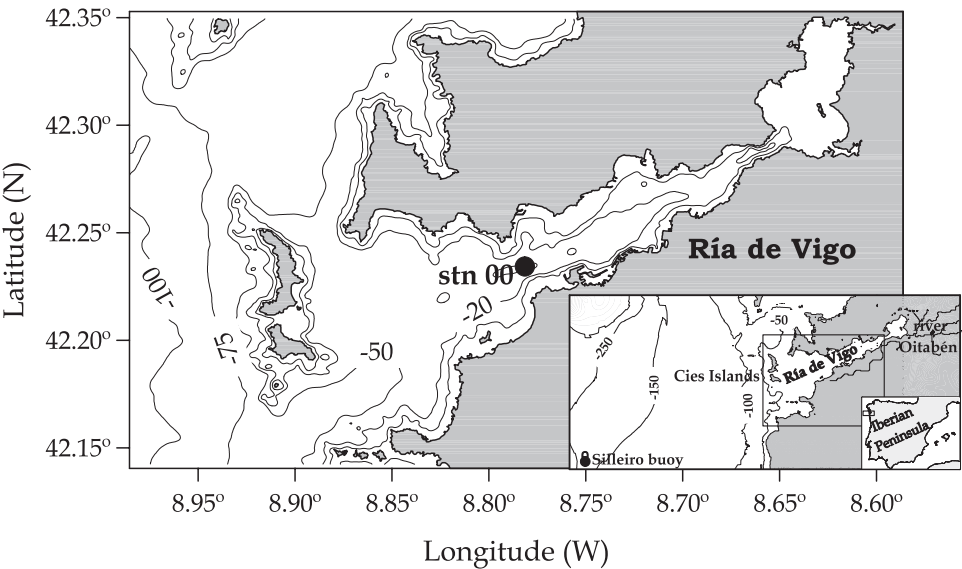 42.35º
42.30º
42.25º
42.20º
42.15º
Latitude (N)
8.95º
8.90º
8.85º
8.80º
8.75º
8.70º
8.65º
8.60º
Longitude (W)
-100
-75
-50
-20
stn 00
Ría de Vigo
-250
-150
-100
-50
Cies Islands
Ría de Vigo
river
Oitabén
Silleiro buoy
Iberian
Peninsula